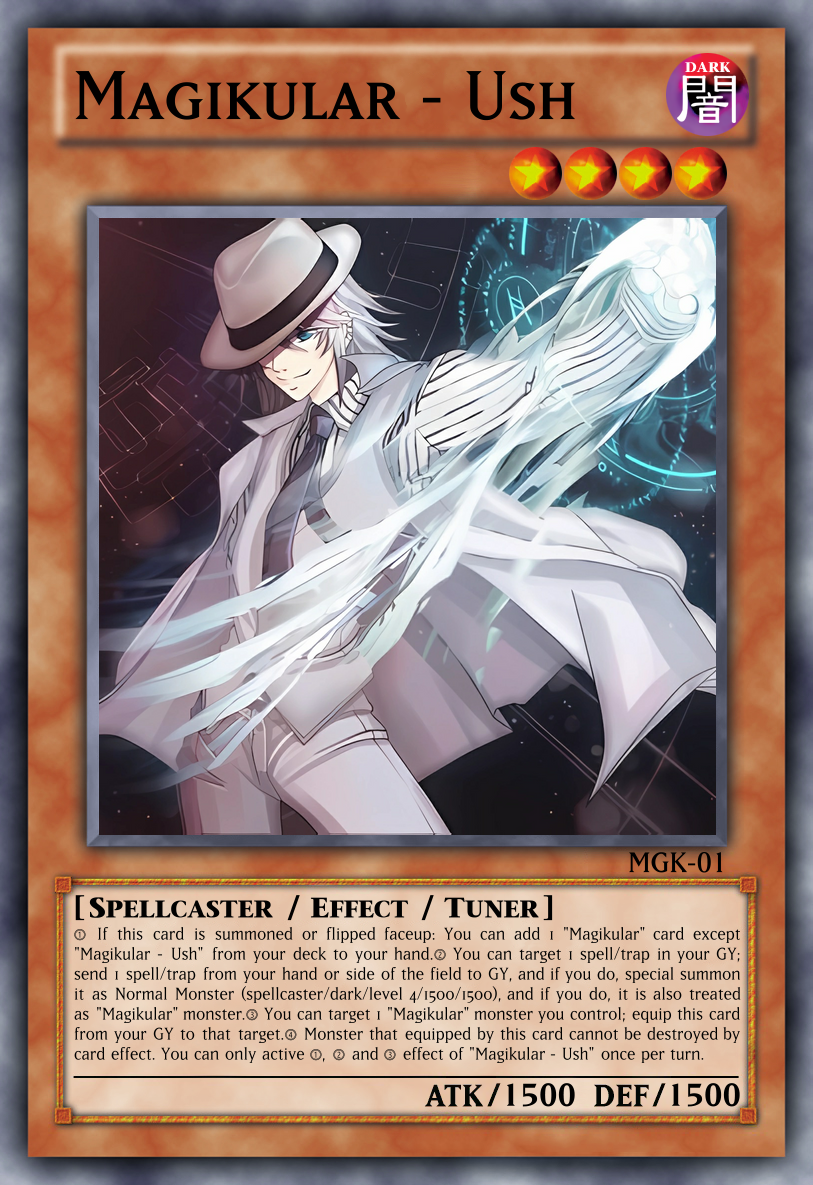 Magikular - Ush
DARK
闇
MGK-01
[Spellcaster / Effect / Tuner]
① If this card is summoned or flipped faceup: You can add 1 "Magikular" card except
"Magikular - Ush" from your deck to your hand.② You can target 1 spell/trap in your GY;
send 1 spell/trap from your hand or side of the field to GY, and if you do, special summon
it as Normal Monster (spellcaster/dark/level 4/1500/1500), and if you do, it is also treated
as "Magikular" monster.③ You can target 1 "Magikular" monster you control; equip this card
from your GY to that target.④ Monster that equipped by this card cannot be destroyed by
card effect. You can only active ①, ② and ③ effect of "Magikular - Ush" once per turn.
ATK/1500 DEF/1500